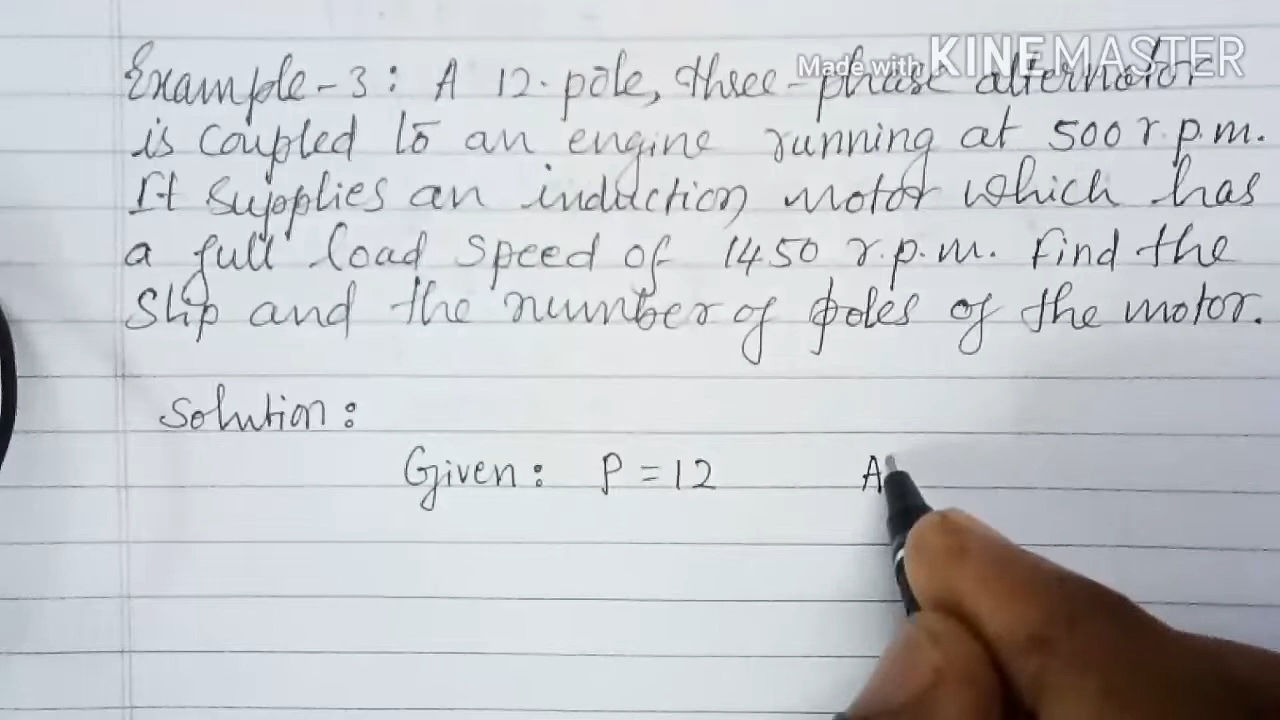 Made with KINEMASTER
Example-3: A 12-pole, three-phase alternator
is coupled to an engine running at 500 r.p.m.
It supplies an induction motor which has
a full load speed of 1450 r.p.m. Find the
Slip and the number of poles of the motor.
Solution:
Given: P = 12 A